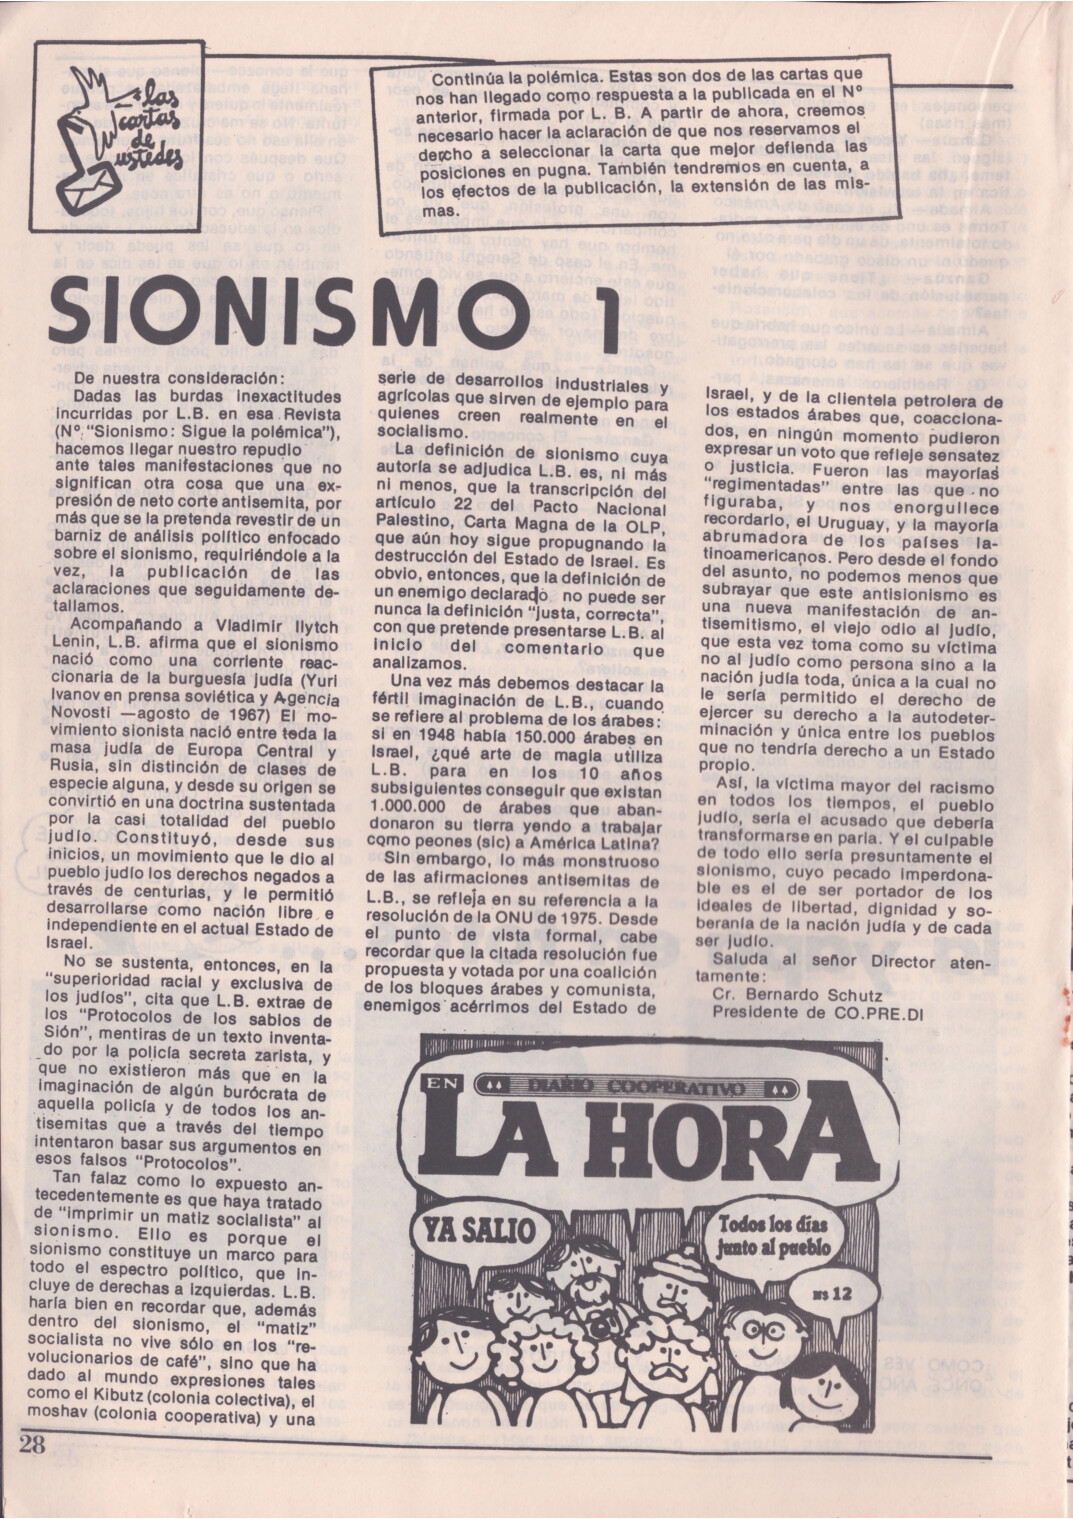 las
cartas
de
ustedes
Continúa la polémica. Estas son dos de las cartas que
nos han llegado como respuesta a la publicada en el Nº
anterior, firmada por L. B. A partir de ahora, creemos
necesario hacer la aclaración de que nos reservamos el
derecho a seleccionar la carta que mejor defienda las
posiciones en pugna. También tendremos en cuenta, a
los efectos de la publicación, la extensión de las mis-
mas.
SIONISMO 1
De nuestra consideración:
Dadas las burdas inexactitudes
incurridas por L.B. en esa Revista
(Nº "Sionismo: Sigue la polémica"),
hacemos llegar nuestro repudio
ante tales manifestaciones que no
significan otra cosa que una ex-
presión de neto corte antisemita, por
más que se la pretenda revestir de un
barniz de análisis político enfocado
sobre el sionismo, requiriéndole a la
vez, la publicación de las
aclaraciones que seguidamente de-
tallamos.
Acompañando a Vladimir Ilytch
Lenin, L.B. afirma que el sionismo
nació como una corriente reac-
cionaria de la burguesía judía (Yuri
Ivanov en prensa soviética y Agencia
Novosti —agosto de 1967) El mo-
vimiento sionista nació entre toda la
masa judía de Europa Central y
Rusia, sin distinción de clases de
especie alguna, y desde su origen se
convirtió en una doctrina sustentada
por la casi totalidad del pueblo
judío. Constituyó, desde sus
inicios, un movimiento que le dio al
pueblo judío los derechos negados a
través de centurias, y le permitió
desarrollarse como nación libre e
independiente en el actual Estado de
Israel.
No se sustenta, entonces, en la
"superioridad racial y exclusiva de
los judíos", cita que L.B. extrae de
los "Protocolos de los sabios de
Sión", mentiras de un texto inventa-
do por la policía secreta zarista, y
que no existieron más que en la
imaginación de algún burócrata de
aquella policía y de todos los an-
tisemitas que a través del tiempo
intentaron basar sus argumentos en
esos falsos "Protocolos".
Tan falaz como lo expuesto an-
tecedentemente es que haya tratado
de "imprimir un matiz socialista" al
sionismo. Ello es porque el
sionismo constituye un marco para
todo el espectro político, que in-
cluye de derechas a izquierdas. L.B.
haría bien en recordar que, además
dentro del sionismo, el "matiz"
socialista no vive sólo en los "re-
volucionarios de café", sino que ha
dado al mundo expresiones tales
como el Kibutz (colonia colectiva), el
moshav (colonia cooperativa) y una
serie de desarrollos industriales y
agrícolas que sirven de ejemplo para
quienes creen realmente en el
socialismo.
La definición de sionismo cuya
autoría se adjudica L.B. es, ni más
ni menos, que la transcripción del
artículo 22 del Pacto Nacional
Palestino, Carta Magna de la OLP,
que aún hoy sigue propugnando la
destrucción del Estado de Israel. Es
obvio, entonces, que la definición de
un enemigo declarado no puede ser
nunca la definición "justa, correcta",
con que pretende presentarse L.B. al
inicio del comentario que
analizamos.
Una vez más debemos destacar la
fértil imaginación de L.B., cuando
se refiere al problema de los árabes:
si en 1948 había 150.000 árabes en
Israel, ¿qué arte de magia utiliza
L.B. para en los 10 años
subsiguientes conseguir que existan
1.000.000 de árabes que aban-
donaron su tierra yendo a trabajar
como peones (sic) a América Latina?
Sin embargo, lo más monstruoso
de las afirmaciones antisemitas de
L.B., se refleja en su referencia a la
resolución de la ONU de 1975. Desde
el punto de vista formal, cabe
recordar que la citada resolución fue
propuesta y votada por una coalición
de los bloques árabes y comunista,
enemigos acérrimos del Estado de
Israel, y de la clientela petrolera de
los estados árabes que, coacciona-
dos, en ningún momento pudieron
expresar un voto que refleje sensatez
o justicia. Fueron las mayorías
"regimentadas" entre las que no
figuraba, y nos enorgullece
recordarlo, el Uruguay, y la mayoría
abrumadora de los países la-
tinoamericanos. Pero desde el fondo
del asunto, no podemos menos que
subrayar que este antisionismo es
una nueva manifestación de an-
tisemitismo, el viejo odio al judío,
que esta vez toma como su víctima
no al judío como persona sino a la
nación judía toda, única a la cual no
le sería permitido el derecho de
ejercer su derecho a la autodeter-
minación y única entre los pueblos
que no tendría derecho a un Estado
propio.
Así, la víctima mayor del racismo
en todos los tiempos, el pueblo
judío, sería el acusado que debería
transformarse en paria. Y el culpable
de todo ello sería presuntamente el
sionismo, cuyo pecado imperdona-
ble es el de ser portador de los
ideales de libertad, dignidad y so-
beranía de la nación judía y de cada
ser judío.
Saluda al señor Director aten-
tamente:
Cr. Bernardo Schutz
Presidente de CO.PRE.DI
EN DIARIO COOPERATIVO
LA HORA
YA SALIO
Todos los días
junto al pueblo
N$ 12
28